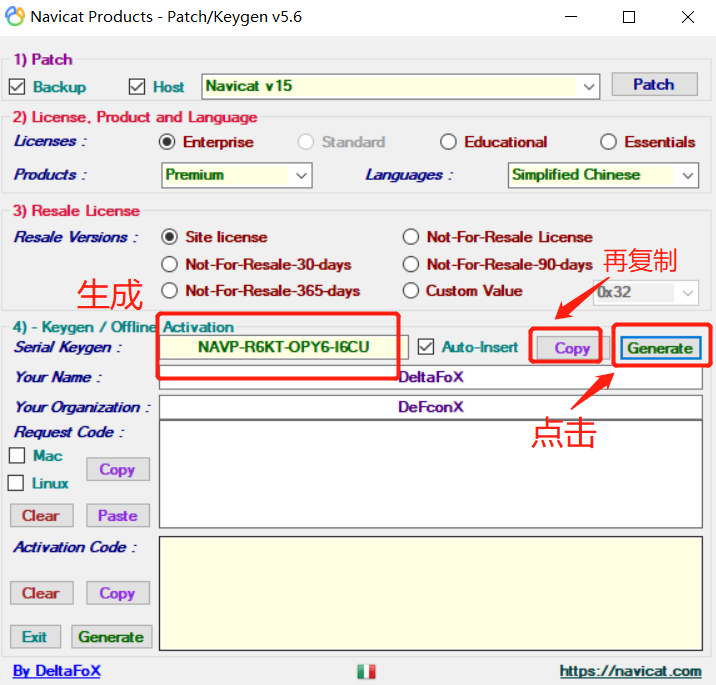 Navicat Products - Patch/Keygen v5.6
1) Patch
Backup
Host
Navicat v15
Patch
2) License, Product and Language
Licenses :
Enterprise
Standard
Educational
Essentials
Products :
Premium
Languages :
Simplified Chinese
3) Resale License
Resale Versions :
Site license
Not-For-Resale License
Not-For-Resale-30-days
Not-For-Resale-90-days
再复制
生成
Not-For-Resale-365-days
Custom Value
0x32
4) - Keygen / Offline Activation
Serial Keygen :
NAVP-R6KT-OPY6-I6CU
Auto-Insert
Copy
Generate
Your Name :
DeltaFoX
点击
Your Organization :
DeFconX
Request Code :
Mac
Linux
Copy
Clear
Paste
Activation Code :
Clear
Copy
Exit
Generate
By DeltaFoX
https://navicat.com